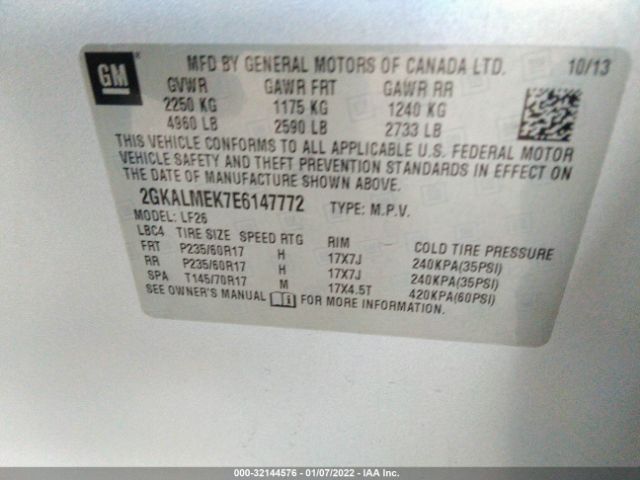 GM MFD BY GENERAL MOTORS OF CANADA LTD. 10/13
GVWR GAWR FRT GAWR RR
2250 KG 1175 KG 1240 KG
4960 LB 2590 LB 2733 LB
THIS VEHICLE CONFORMS TO ALL APPLICABLE U.S. FEDERAL MOTOR
VEHICLE SAFETY AND THEFT PREVENTION STANDARDS IN EFFECT ON
THE DATE OF MANUFACTURE SHOWN ABOVE.
2GKALMEK7E6147772 TYPE: M.P.V.
MODEL: LF26
LBC4 TIRE SIZE SPEED RTG RIM COLD TIRE PRESSURE
FRT P235/60R17 H 17X7J 240KPA(35PSI)
RR P235/60R17 H 17X7J 240KPA(35PSI)
SPA T145/70R17 M 17X4.5T 420KPA(60PSI)
SEE OWNER'S MANUAL FOR MORE INFORMATION.
000-32144576 - 01/07/2022 - IAA Inc.